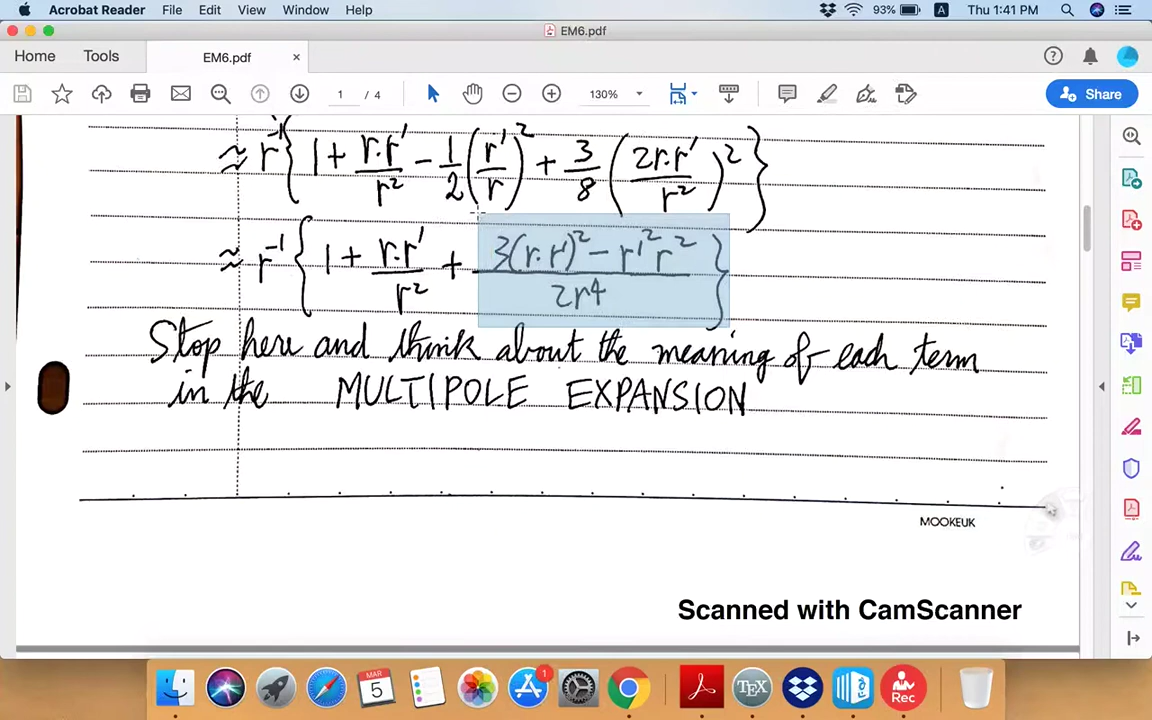 Acrobat Reader File Edit View Window Help 93% A Thu 1:41 PM
EM6.pdf
Home Tools EM6.pdf ×
1 / 4 130% Share
≈ r⁻¹{ 1 + r.r'/r² − 1/2 (r'/r)² + 3/8 (2r.r'/r²)² }
≈ r⁻¹{ 1 + r.r'/r² + (3(r.r')² − r'²r²)/2r⁴ }
Stop here and think about the meaning of each term
in the MULTIPOLE EXPANSION
MOOKEUK
Scanned with CamScanner
MAR 5 1 TEX Rec